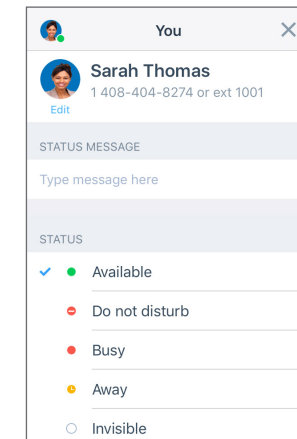 You
Sarah Thomas
1 408-404-8274 or ext 1001
Edit
STATUS MESSAGE
Type message here
STATUS
Available
Do not disturb
Busy
Away
Invisible